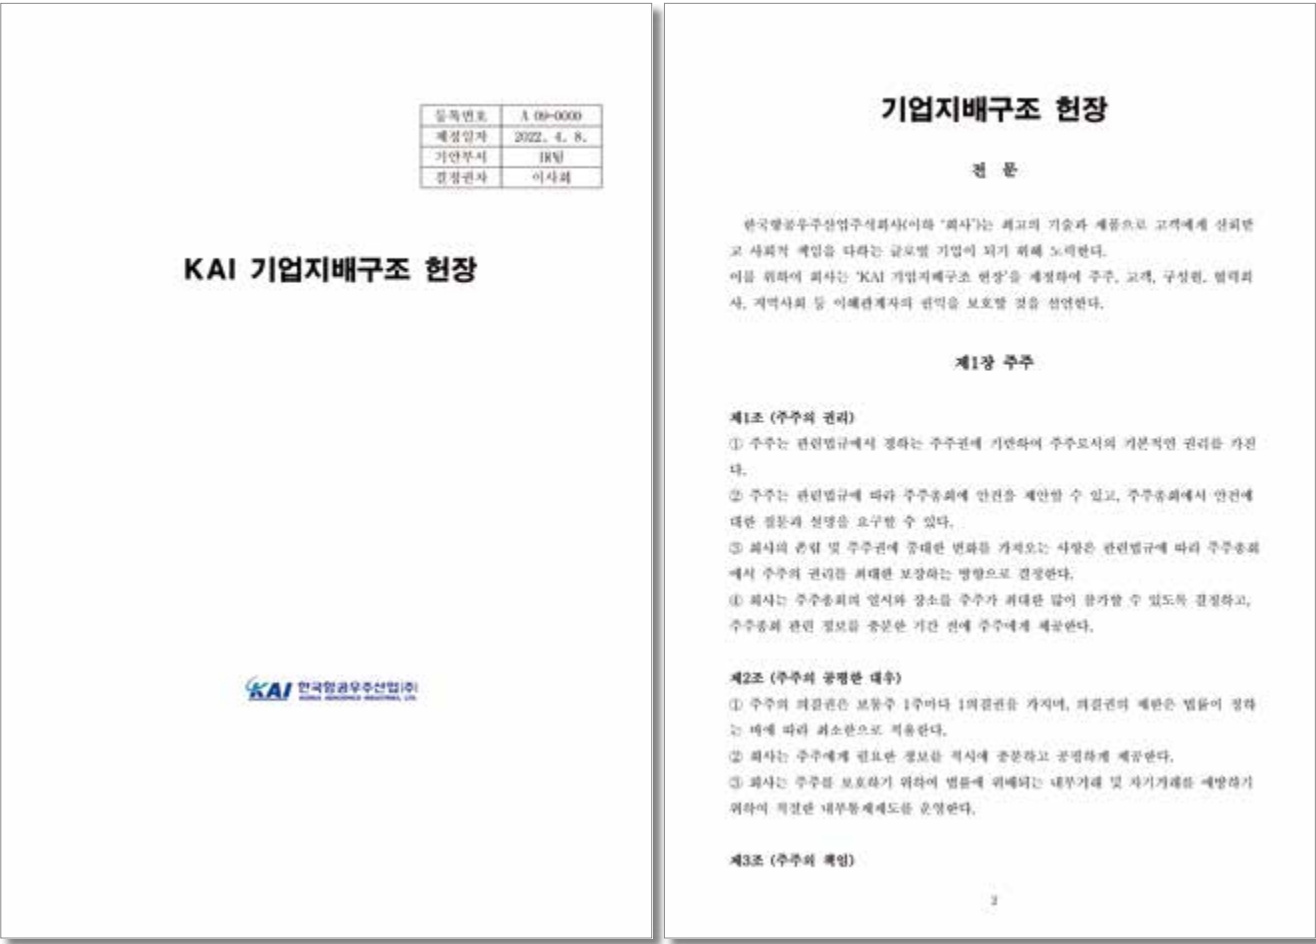 등록번호 A 09-0000
제정일자 2022. 4. 8.
기안부서 IR팀
결정권자 이사회
KAI 기업지배구조 헌장
KAI 한국항공우주산업(주)
KOREA AEROSPACE INDUSTRIES, LTD.
기업지배구조 헌장
전 문
한국항공우주산업주식회사(이하 '회사')는 최고의 기술과 제품으로 고객에게 신뢰받
고 사회적 책임을 다하는 글로벌 기업이 되기 위해 노력한다.
이를 위하여 회사는 'KAI 기업지배구조 헌장'을 제정하여 주주, 고객, 구성원, 협력회
사, 지역사회 등 이해관계자의 권익을 보호할 것을 선언한다.
제1장 주주
제1조 (주주의 권리)
① 주주는 관련법규에서 정하는 주주권에 기반하여 주주로서의 기본적인 권리를 가진
다.
② 주주는 관련법규에 따라 주주총회에 안건을 제안할 수 있고, 주주총회에서 안건에
대한 질문과 설명을 요구할 수 있다.
③ 회사의 존립 및 주주권에 중대한 변화를 가져오는 사항은 관련법규에 따라 주주총회
에서 주주의 권리를 최대한 보장하는 방향으로 결정한다.
④ 회사는 주주총회의 일시와 장소를 주주가 최대한 많이 참가할 수 있도록 결정하고,
주주총회 관련 정보를 충분한 기간 전에 주주에게 제공한다.
제2조 (주주의 공평한 대우)
① 주주의 의결권은 보통주 1주마다 1의결권을 가지며, 의결권의 제한은 법률이 정하
는 바에 따라 최소한으로 적용한다.
② 회사는 주주에게 필요한 정보를 적시에 충분하고 공평하게 제공한다.
③ 회사는 주주를 보호하기 위하여 법률에 위배되는 내부거래 및 자기거래를 예방하기
위하여 적절한 내부통제제도를 운영한다.
제3조 (주주의 책임)
2